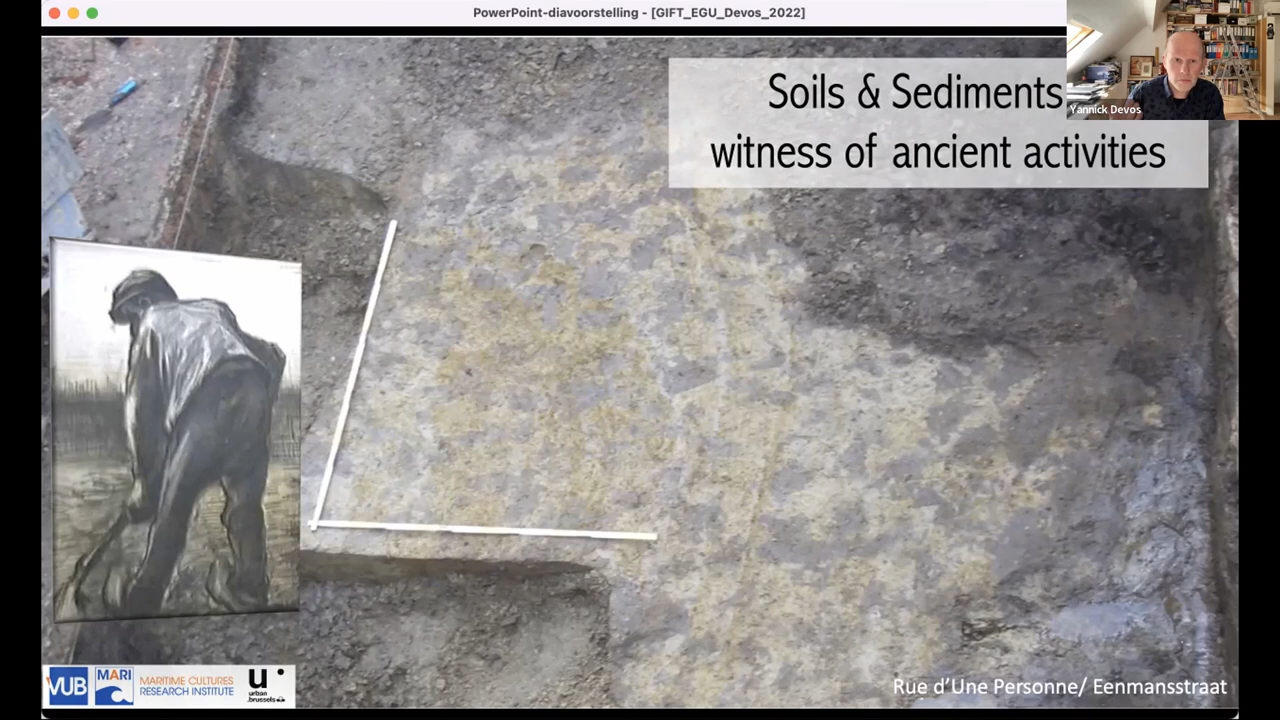 PowerPoint-diavoorstelling - [GIFT_EGU_Devos_2022]
Yannick Devos
Soils & Sediments
witness of ancient activities
VUB
MARI
MARITIME CULTURES
RESEARCH INSTITUTE
u
urban
.brussels
Rue d'Une Personne/ Eenmansstraat